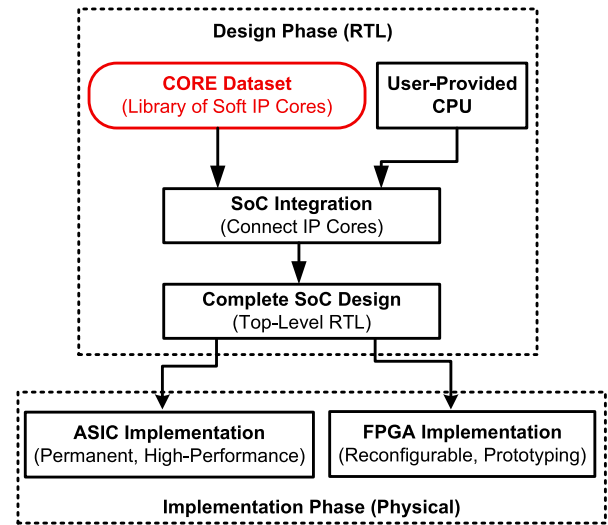 Design Phase (RTL)
CORE Dataset
(Library of Soft IP Cores)
User-Provided
CPU
SoC Integration
(Connect IP Cores)
Complete SoC Design
(Top-Level RTL)
ASIC Implementation
(Permanent, High-Performance)
FPGA Implementation
(Reconfigurable, Prototyping)
Implementation Phase (Physical)